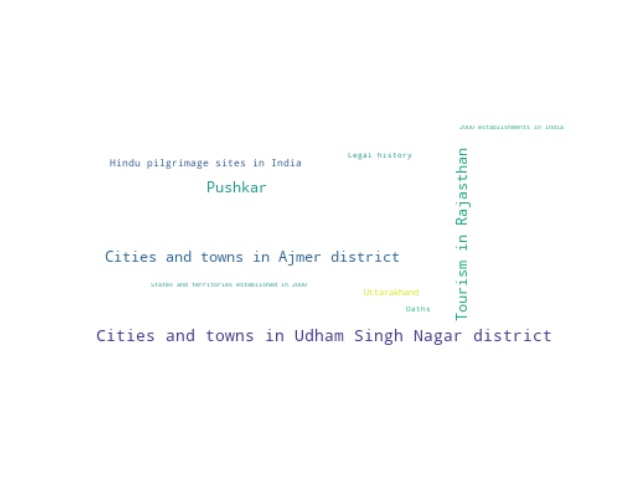 2000 establishments in India
Legal history
Hindu pilgrimage sites in India
Pushkar
Tourism in Rajasthan
Cities and towns in Ajmer district
States and territories established in 2000
Uttarakhand
Oaths
Cities and towns in Udham Singh Nagar district